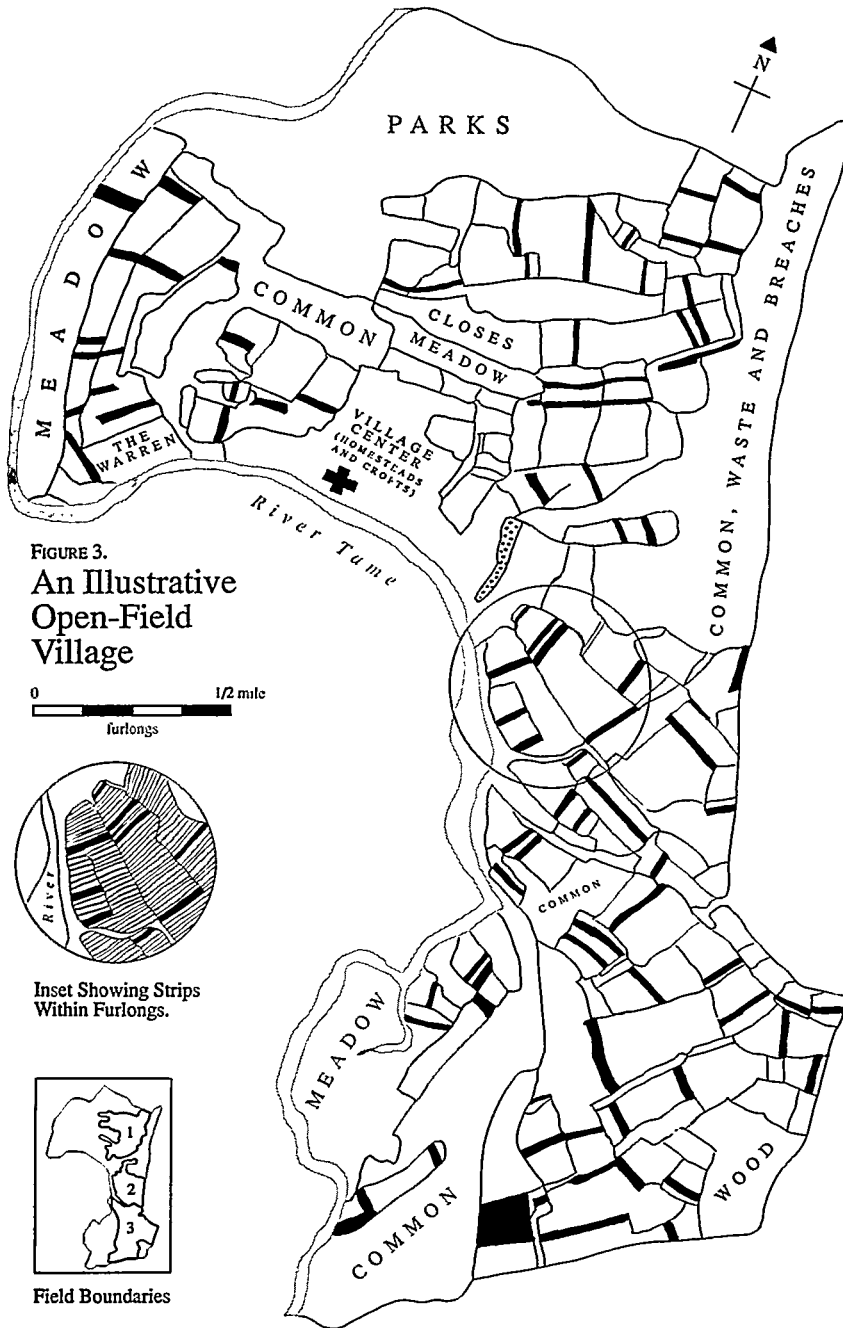 N
PARKS
MEADOW
COMMON
CLOSES
MEADOW
COMMON, WASTE AND BREACHES
THE
WARREN
VILLAGE
CENTER
(HOMESTEADS
AND CROFTS)
River Tame
FIGURE 3.
An Illustrative
Open-Field
Village
0 1/2 mile
furlongs
River
Inset Showing Strips
Within Furlongs.
COMMON
MEADOW
COMMON
WOOD
1
2
3
Field Boundaries